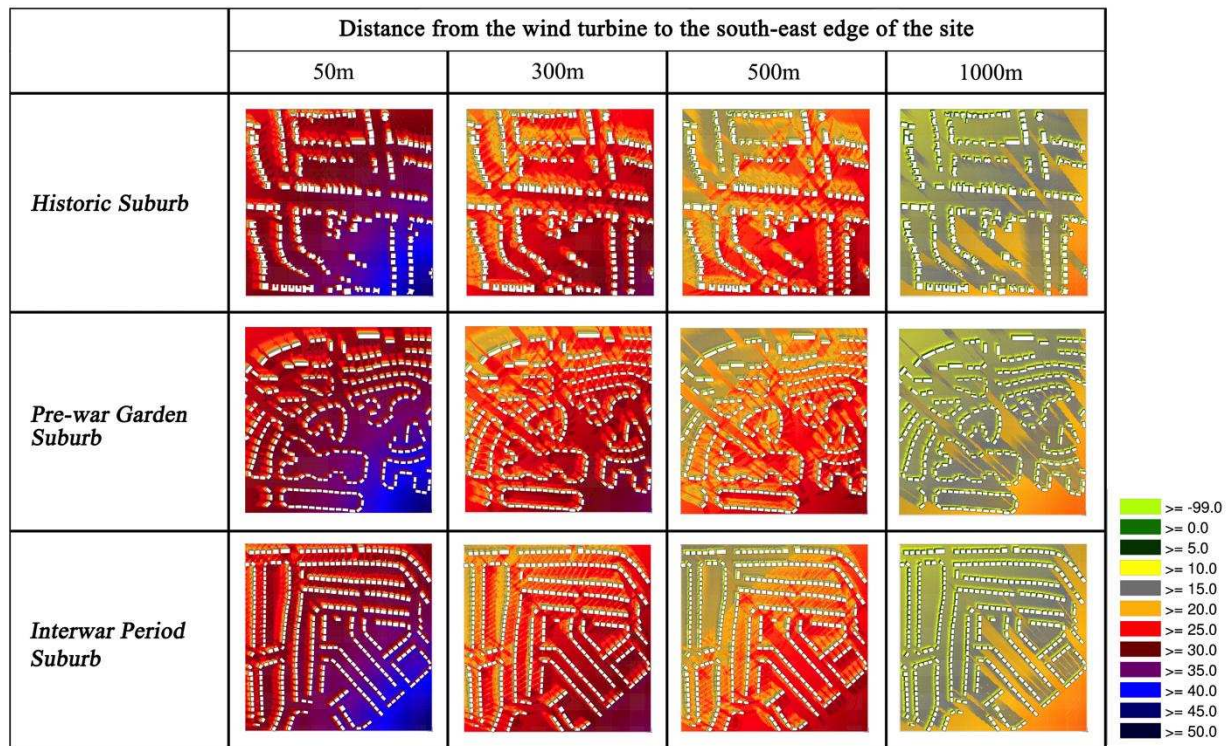 Distance from the wind turbine to the south-east edge of the site
50m
300m
500m
1000m
Historic Suburb
Pre-war Garden
Suburb
Interwar Period
Suburb
>= -99.0
>= 0.0
>= 5.0
>= 10.0
>= 15.0
>= 20.0
>= 25.0
>= 30.0
>= 35.0
>= 40.0
>= 45.0
>= 50.0